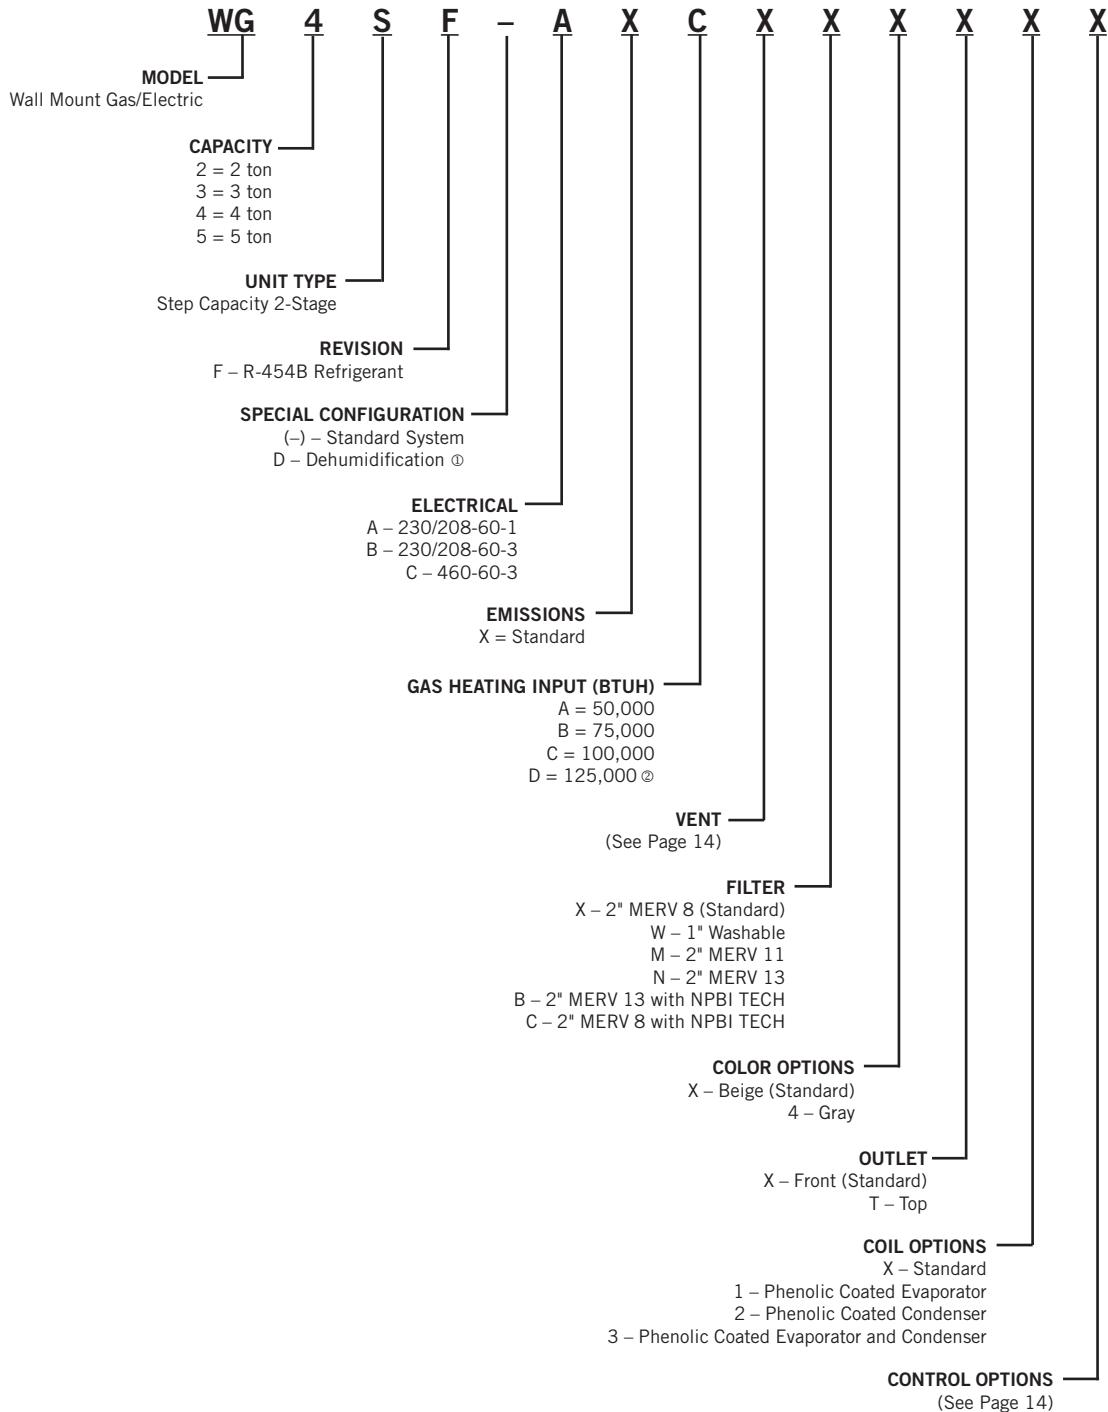 WG 4 S F – A X C X X X X X X
MODEL
Wall Mount Gas/Electric
CAPACITY
2 = 2 ton
3 = 3 ton
4 = 4 ton
5 = 5 ton
UNIT TYPE
Step Capacity 2-Stage
REVISION
F – R-454B Refrigerant
SPECIAL CONFIGURATION
(–) – Standard System
D – Dehumidification ①
ELECTRICAL
A – 230/208-60-1
B – 230/208-60-3
C – 460-60-3
EMISSIONS
X = Standard
GAS HEATING INPUT (BTUH)
A = 50,000
B = 75,000
C = 100,000
D = 125,000 ②
VENT
(See Page 14)
FILTER
X – 2" MERV 8 (Standard)
W – 1" Washable
M – 2" MERV 11
N – 2" MERV 13
B – 2" MERV 13 with NPBI TECH
C – 2" MERV 8 with NPBI TECH
COLOR OPTIONS
X – Beige (Standard)
4 – Gray
OUTLET
X – Front (Standard)
T – Top
COIL OPTIONS
X – Standard
1 – Phenolic Coated Evaporator
2 – Phenolic Coated Condenser
3 – Phenolic Coated Evaporator and Condenser
CONTROL OPTIONS
(See Page 14)